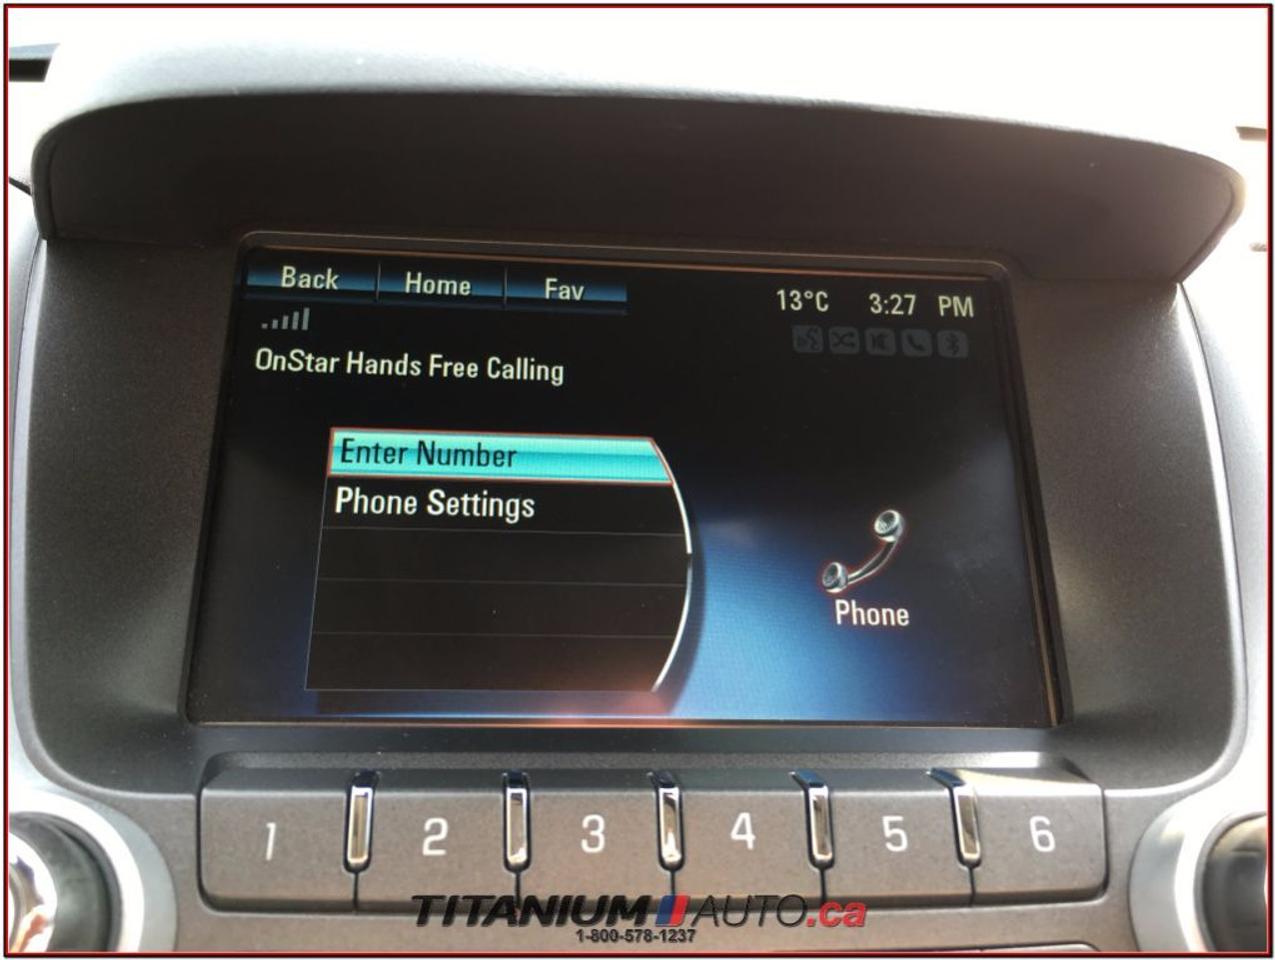 Back Home Fav
13°C 3:27 PM
OnStar Hands Free Calling
Enter Number
Phone Settings
Phone
1 2 3 4 5 6
TITANIUM AUTO.ca
1-800-578-1237